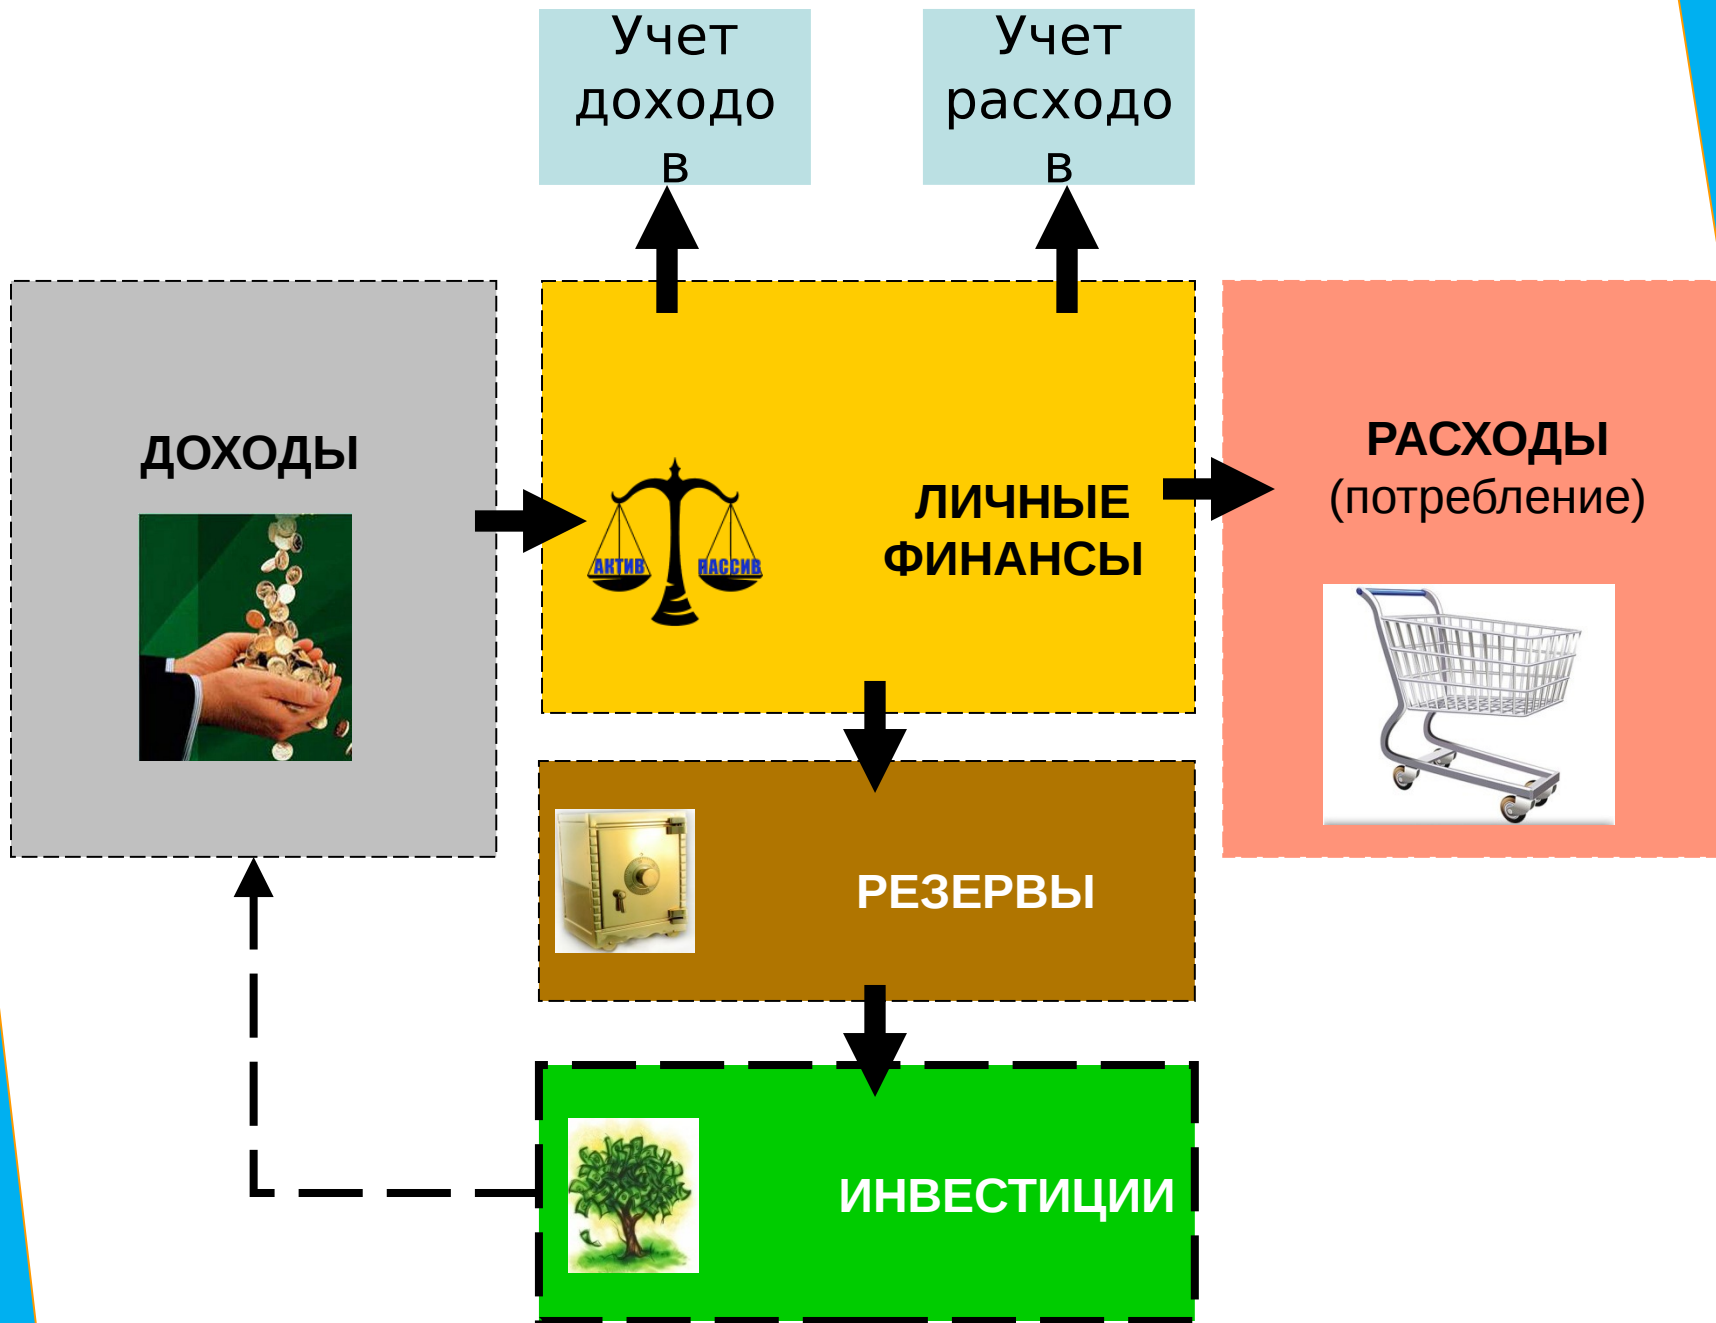 Учет
доходо
в
Учет
расходо
в
ДОХОДЫ
АКТИВ
ПАССИВ
ЛИЧНЫЕ
ФИНАНСЫ
РАСХОДЫ
(потребление)
РЕЗЕРВЫ
ИНВЕСТИЦИИ